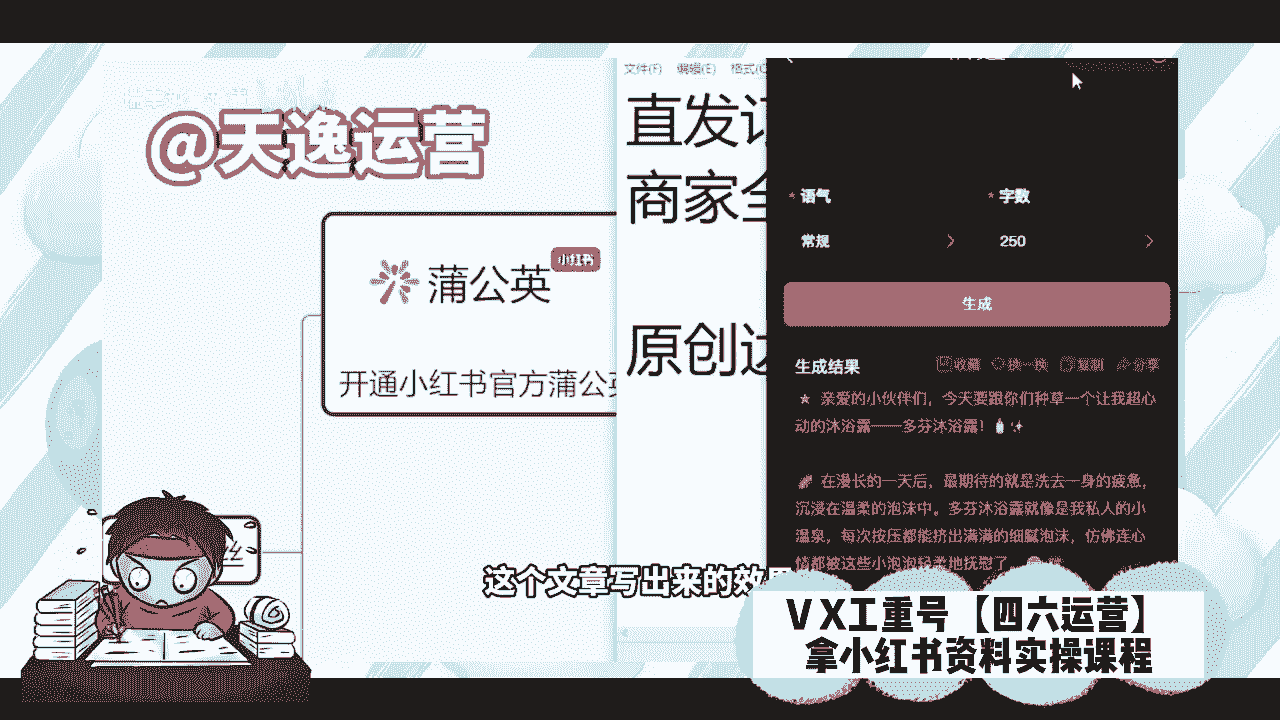 @天逸运营
小红书
蒲公英
开通小红书官方蒲公
文件(F) 编辑(E) 格式(O
直发
商家全
原创达
* 语气
* 字数
常规
250
生成
生成结果
收藏 换一换 复制 分享
★ 亲爱的小伙伴们，今天要跟你们种草一个让我超心
动的沐浴露——多芬沐浴露！🧴✨
在漫长的一天后，最期待的就是洗去一身的疲惫，
沉浸在温柔的泡沫中。多芬沐浴露就像是我私人的小
温泉，每次按压都能挤出满满的细腻泡沫，仿佛连心
情都被这些小泡泡轻柔地抚慰了。
丝
这个文章写出来的效果
VX工重号【四六运营】
拿小红书资料实操课程